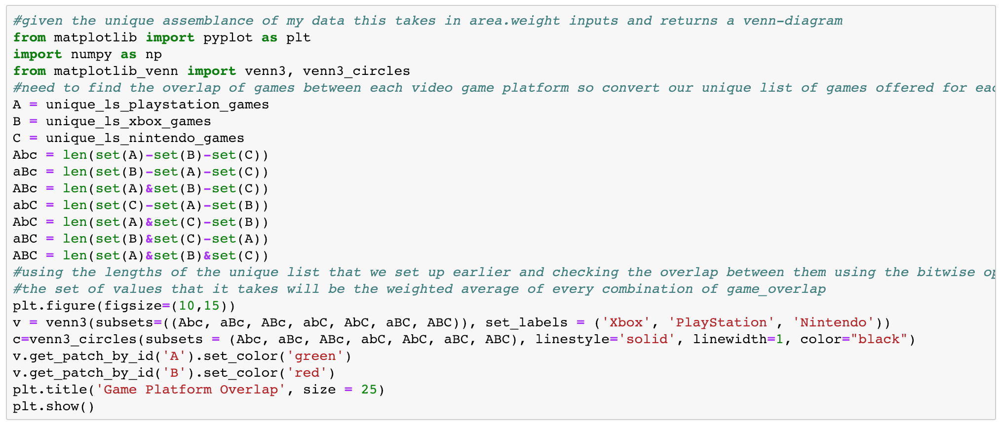 #given the unique assemblance of my data this takes in area.weight inputs and returns a venn-diagram
from matplotlib import pyplot as plt
import numpy as np
from matplotlib_venn import venn3, venn3_circles
#need to find the overlap of games between each video game platform so convert our unique list of games offered for
A = unique_ls_playstation_games
B = unique_ls_xbox_games
C = unique_ls_nintendo_games
Abc = len(set(A)-set(B)-set(C))
aBc = len(set(B)-set(A)-set(C))
ABc = len(set(A)&set(B)-set(C))
abC = len(set(C)-set(A)-set(B))
AbC = len(set(A)&set(C)-set(B))
aBC = len(set(B)&set(C)-set(A))
ABC = len(set(A)&set(B)&set(C))
#using the lengths of the unique list that we set up earlier and checking the overlap between them using the bitwise
#the set of values that it takes will be the weighted average of every combination of game_overlap
plt.figure(figsize=(10,15))
v = venn3(subsets=((Abc, aBc, ABc, abC, AbC, aBC, ABC)), set_labels = ('Xbox', 'PlayStation', 'Nintendo'))
c=venn3_circles(subsets = (Abc, aBc, ABc, abC, AbC, aBC, ABC), linestyle='solid', linewidth=1, color="black")
v.get_patch_by_id('A').set_color('green')
v.get_patch_by_id('B').set_color('red')
plt.title('Game Platform Overlap', size = 25)
plt.show()